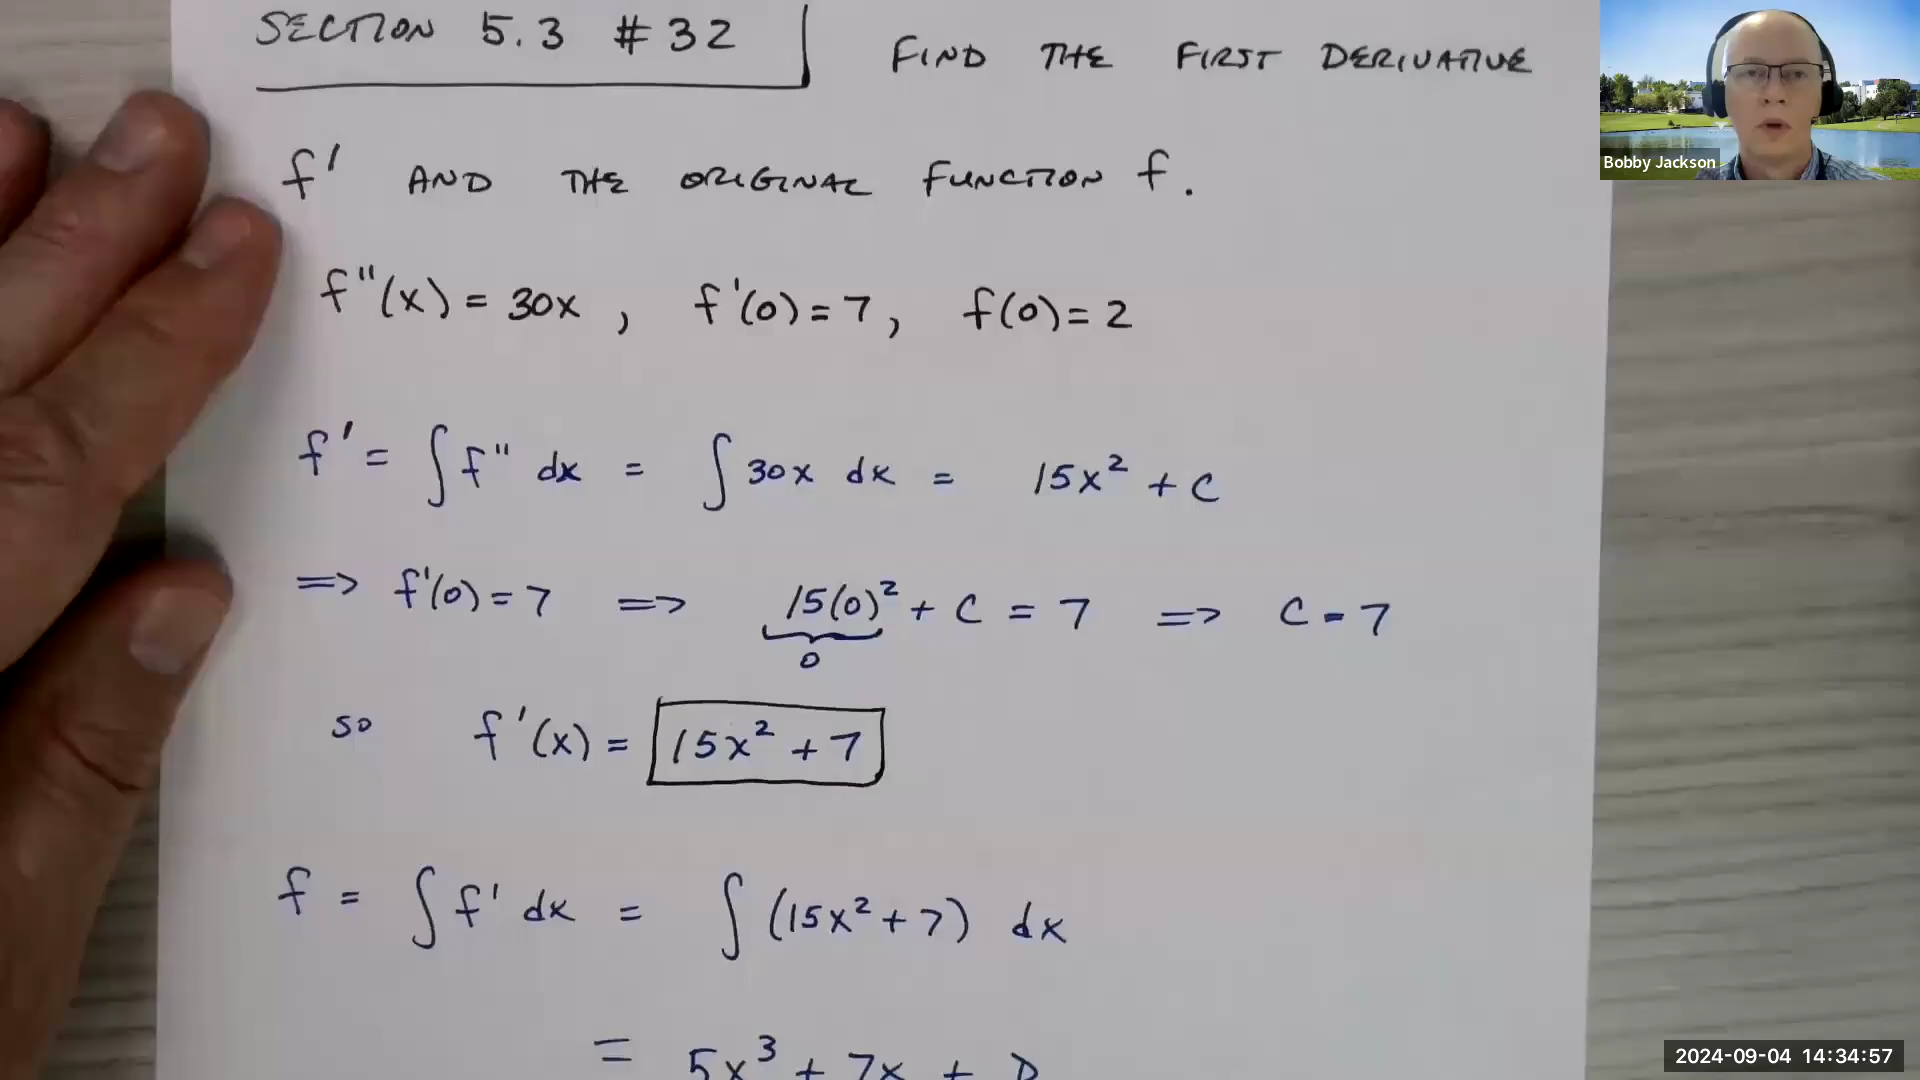 SECTION 5.3 #32
FIND THE FIRST DERIVATIVE
f' AND THE ORIGINAL FUNCTION f.
f"(x) = 30x , f'(0) = 7 , f(0) = 2
f' = ∫ f" dx = ∫ 30x dx = 15x² + C
=> f'(0) = 7 => 15(0)² + C = 7 => C = 7
0
so f'(x) = 15x² + 7
f = ∫ f' dx = ∫ (15x² + 7) dx
= 5x³ + 7x + D
Bobby Jackson
2024-09-04 14:34:57